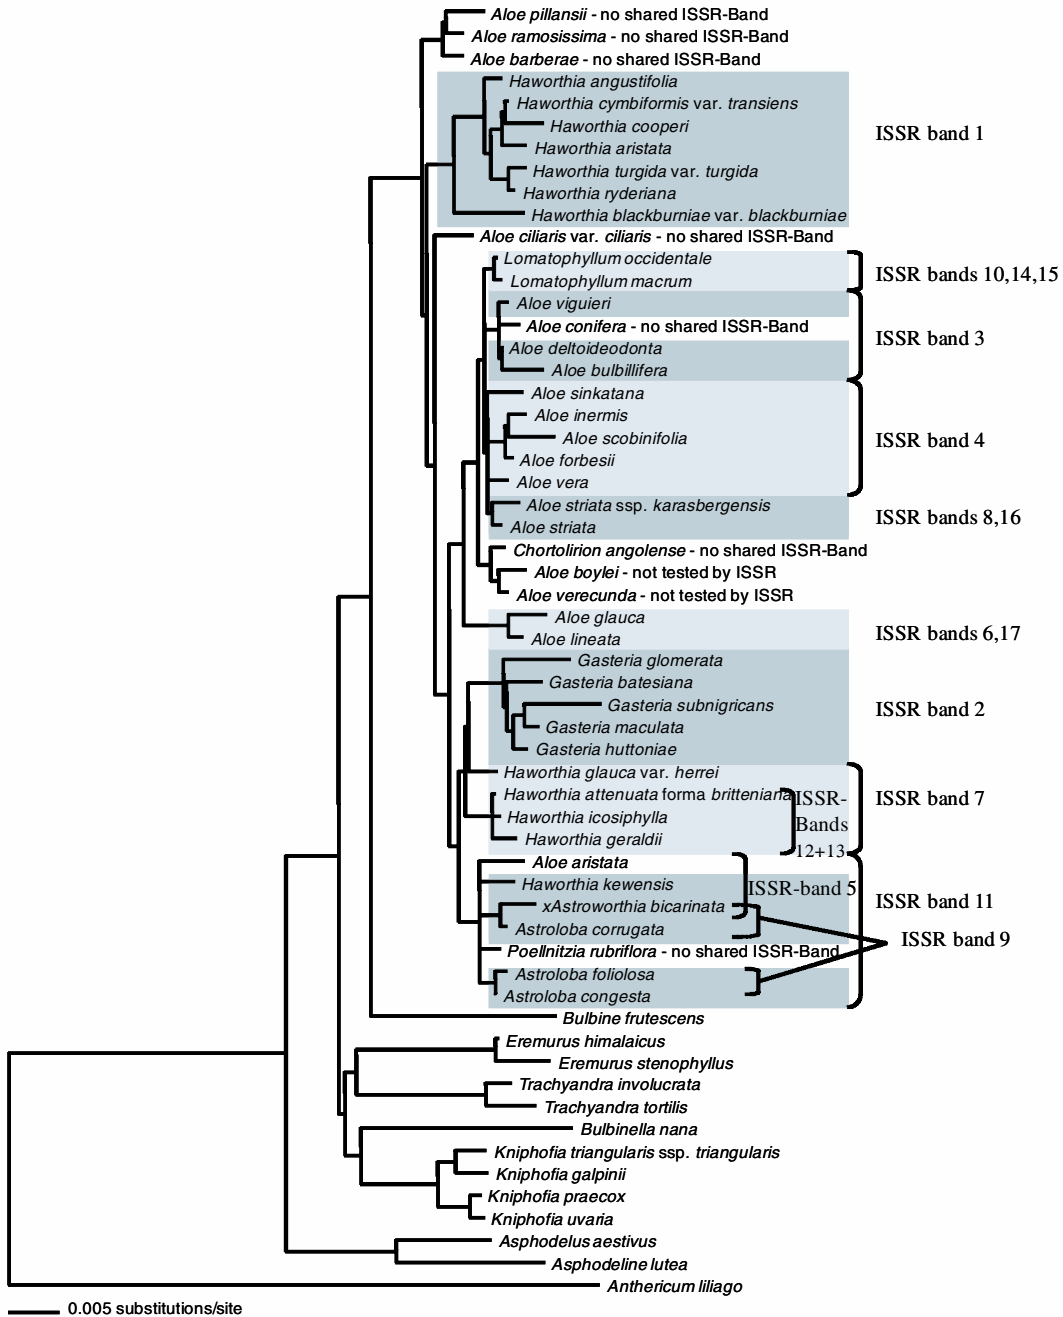 Aloe pillansii - no shared ISSR-Band
Aloe ramosissima - no shared ISSR-Band
Aloe barberae - no shared ISSR-Band
Haworthia angustifolia
Haworthia cymbiformis var. transiens
Haworthia cooperi
ISSR band 1
Haworthia aristata
Haworthia turgida var. turgida
Haworthia ryderiana
Haworthia blackburniae var. blackburniae
Aloe ciliaris var. ciliaris - no shared ISSR-Band
Lomatophyllum occidentale
ISSR bands 10,14,15
Lomatophyllum macrum
Aloe viguieri
Aloe conifera - no shared ISSR-Band
ISSR band 3
Aloe deltoideodonta
Aloe bulbillifera
Aloe sinkatana
Aloe inermis
Aloe scobinifolia
ISSR band 4
Aloe forbesii
Aloe vera
Aloe striata ssp. karasbergensis
ISSR bands 8,16
Aloe striata
Chortolirion angolense - no shared ISSR-Band
Aloe boylei - not tested by ISSR
Aloe verecunda - not tested by ISSR
Aloe glauca
ISSR bands 6,17
Aloe lineata
Gasteria glomerata
Gasteria batesiana
Gasteria subnigricans
ISSR band 2
Gasteria maculata
Gasteria huttoniae
Haworthia glauca var. herrei
Haworthia attenuata forma britteniana
ISSR-
Bands
12+13
ISSR band 7
Haworthia icosiphylla
Haworthia geraldii
Aloe aristata
Haworthia kewensis
ISSR-band 5
ISSR band 11
xAstroworthia bicarinata
Astroloba corrugata
ISSR band 9
Poellnitzia rubriflora - no shared ISSR-Band
Astroloba foliolosa
Astroloba congesta
Bulbine frutescens
Eremurus himalaicus
Eremurus stenophyllus
Trachyandra involucrata
Trachyandra tortilis
Bulbinella nana
Kniphofia triangularis ssp. triangularis
Kniphofia galpinii
Kniphofia praecox
Kniphofia uvaria
Asphodelus aestivus
Asphodeline lutea
Anthericum liliago
0.005 substitutions/site